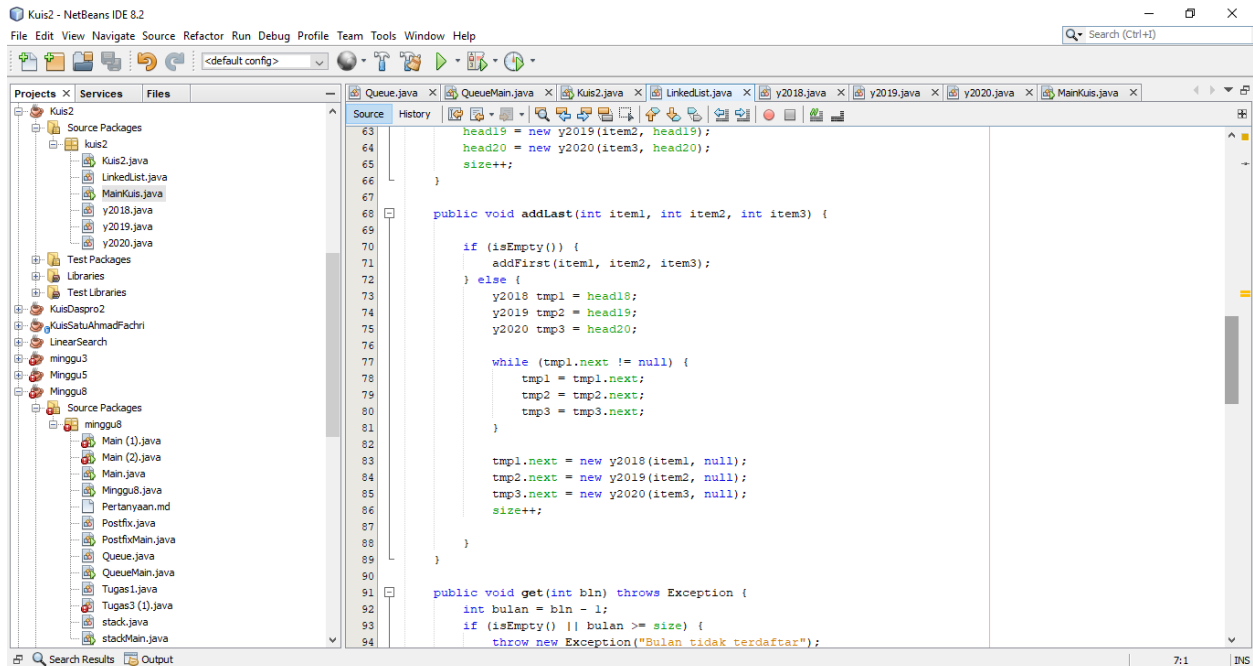 Kuis2 - NetBeans IDE 8.2
File Edit View Navigate Source Refactor Run Debug Profile Team Tools Window Help
Search (Ctrl+I)
<default config>
Projects Services Files
Queue.java QueueMain.java Kuis2.java LinkedList.java y2018.java y2019.java y2020.java MainKuis.java
Source History
Kuis2
Source Packages
kuis2
Kuis2.java
LinkedList.java
MainKuis.java
y2018.java
y2019.java
y2020.java
Test Packages
Libraries
Test Libraries
KuisDaspro2
KuisSatuAhmadFachri
LinearSearch
minggu3
Minggu5
Minggu8
Source Packages
minggu8
Main (1).java
Main (2).java
Main.java
Minggu8.java
Pertanyaan.md
Postfix.java
PostfixMain.java
Queue.java
QueueMain.java
Tugas1.java
Tugas3 (1).java
stack.java
stackMain.java
63 head19 = new y2019(item2, head19);
64 head20 = new y2020(item3, head20);
65 size++;
66 }
67
68 public void addLast(int item1, int item2, int item3) {
69
70 if (isEmpty()) {
71 addFirst(item1, item2, item3);
72 } else {
73 y2018 tmp1 = head18;
74 y2019 tmp2 = head19;
75 y2020 tmp3 = head20;
76
77 while (tmp1.next != null) {
78 tmp1 = tmp1.next;
79 tmp2 = tmp2.next;
80 tmp3 = tmp3.next;
81 }
82
83 tmp1.next = new y2018(item1, null);
84 tmp2.next = new y2019(item2, null);
85 tmp3.next = new y2020(item3, null);
86 size++;
87
88 }
89 }
90
91 public void get(int bln) throws Exception {
92 int bulan = bln - 1;
93 if (isEmpty() || bulan >= size) {
94 throw new Exception("Bulan tidak terdaftar");
Search Results Output
7:1 INS